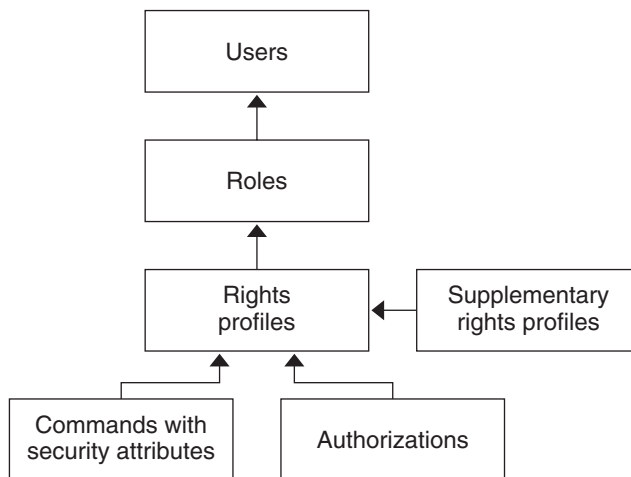 Users
Roles
Rights
profiles
Supplementary
rights profiles
Commands with
security attributes
Authorizations